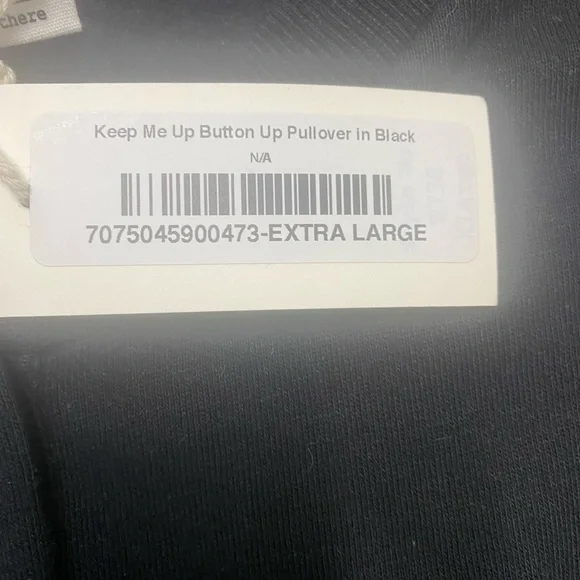 chere
Keep Me Up Button Up Pullover in Black
N/A
7075045900473-EXTRA LARGE